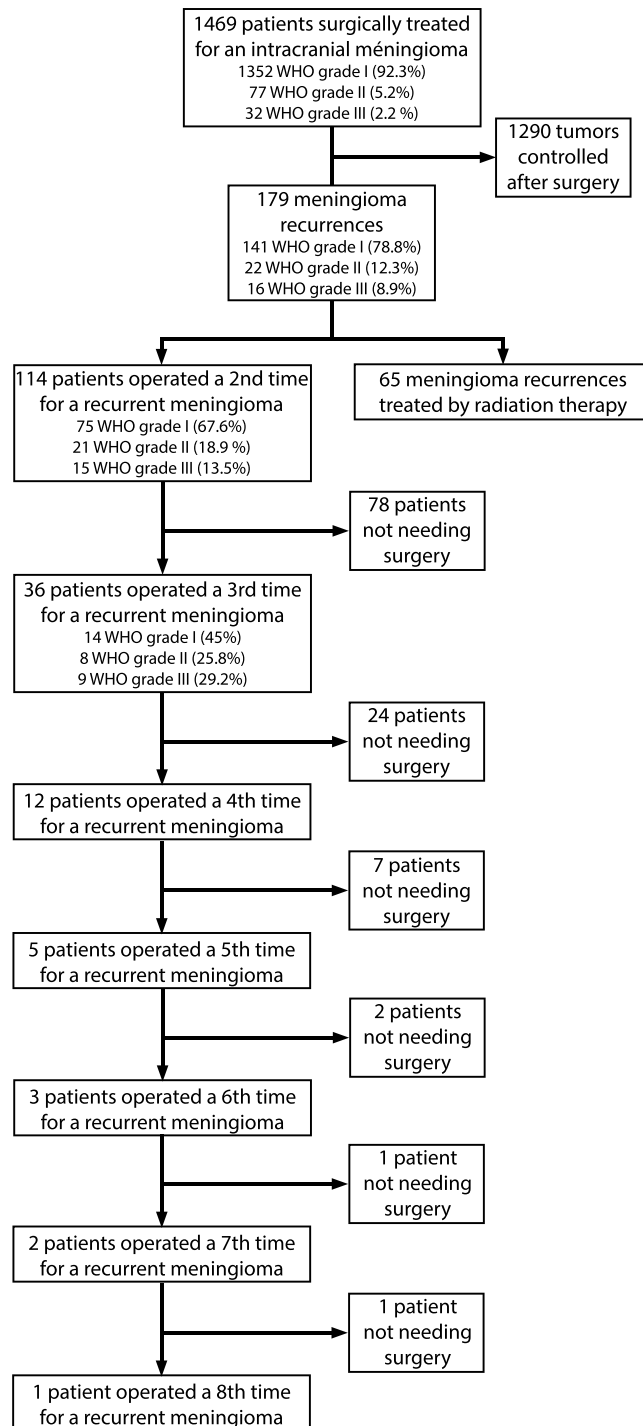 1469 patients surgically treated
for an intracranial méningioma
1352 WHO grade I (92.3%)
77 WHO grade II (5.2%)
32 WHO grade III (2.2 %)
1290 tumors
controlled
after surgery
179 meningioma
recurrences
141 WHO grade I (78.8%)
22 WHO grade II (12.3%)
16 WHO grade III (8.9%)
114 patients operated a 2nd time
for a recurrent meningioma
75 WHO grade I (67.6%)
21 WHO grade II (18.9 %)
15 WHO grade III (13.5%)
65 meningioma recurrences
treated by radiation therapy
78 patients
not needing
surgery
36 patients operated a 3rd time
for a recurrent meningioma
14 WHO grade I (45%)
8 WHO grade II (25.8%)
9 WHO grade III (29.2%)
24 patients
not needing
surgery
12 patients operated a 4th time
for a recurrent meningioma
7 patients
not needing
surgery
5 patients operated a 5th time
for a recurrent meningioma
2 patients
not needing
surgery
3 patients operated a 6th time
for a recurrent meningioma
1 patient
not needing
surgery
2 patients operated a 7th time
for a recurrent meningioma
1 patient
not needing
surgery
1 patient operated a 8th time
for a recurrent meningioma